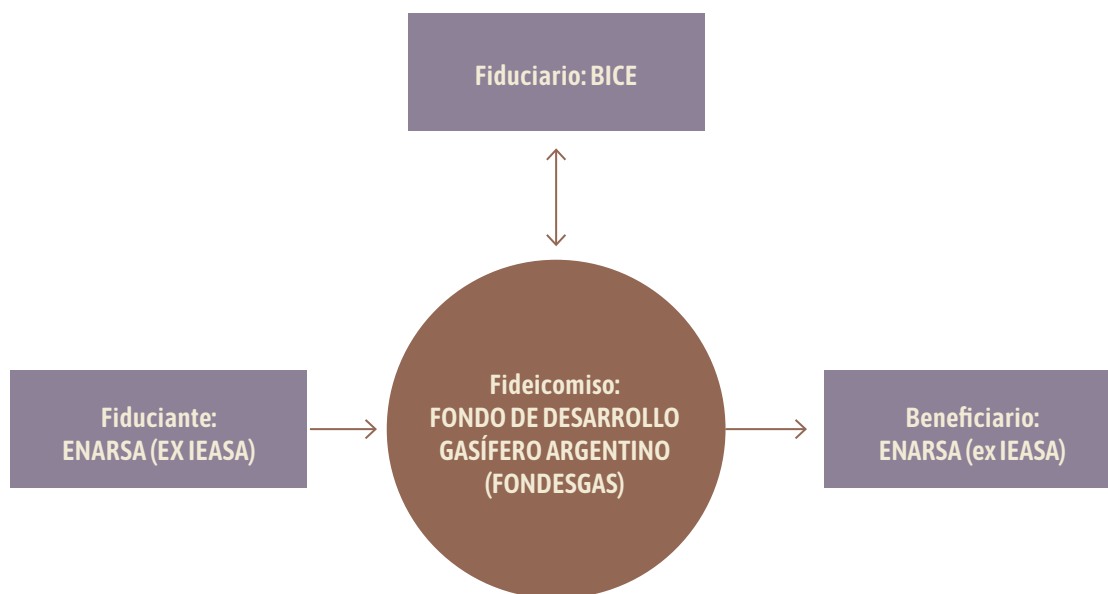 Fiduciario: BICE
Fiduciante:
ENARSA (EX IEASA)
Fideicomiso:
FONDO DE DESARROLLO
GASÍFERO ARGENTINO
(FONDESGAS)
Beneficiario:
ENARSA (ex IEASA)